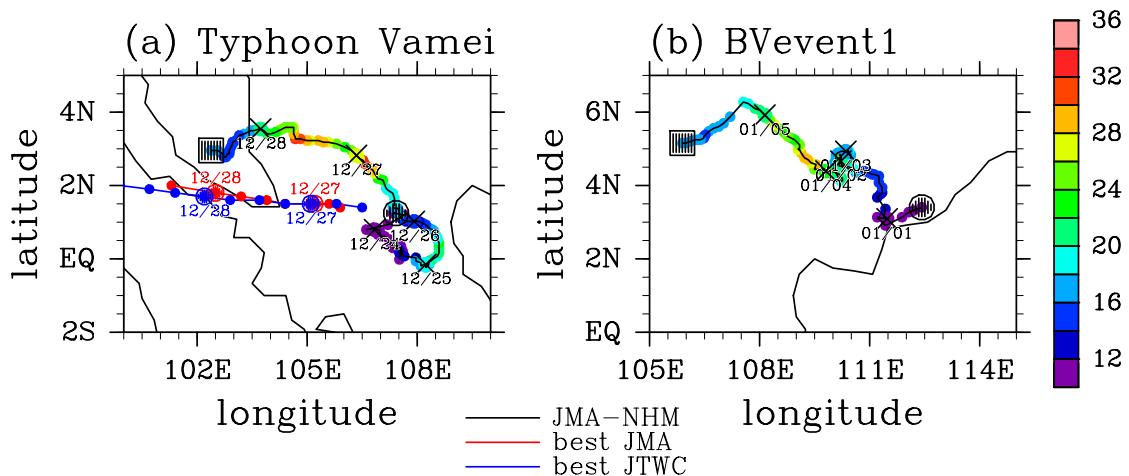 (a) Typhoon Vamei
(b) BVevent1
latitude
4N
2N
EQ
2S
102E
105E
108E
longitude
12/28
12/27
12/28
12/27
12/28
12/27
12/24
12/26
12/25
latitude
6N
4N
2N
EQ
105E
108E
111E
114E
longitude
01/05
01/03
01/02
01/04
01/01
36
32
28
24
20
16
12
JMA-NHM
best JMA
best JTWC